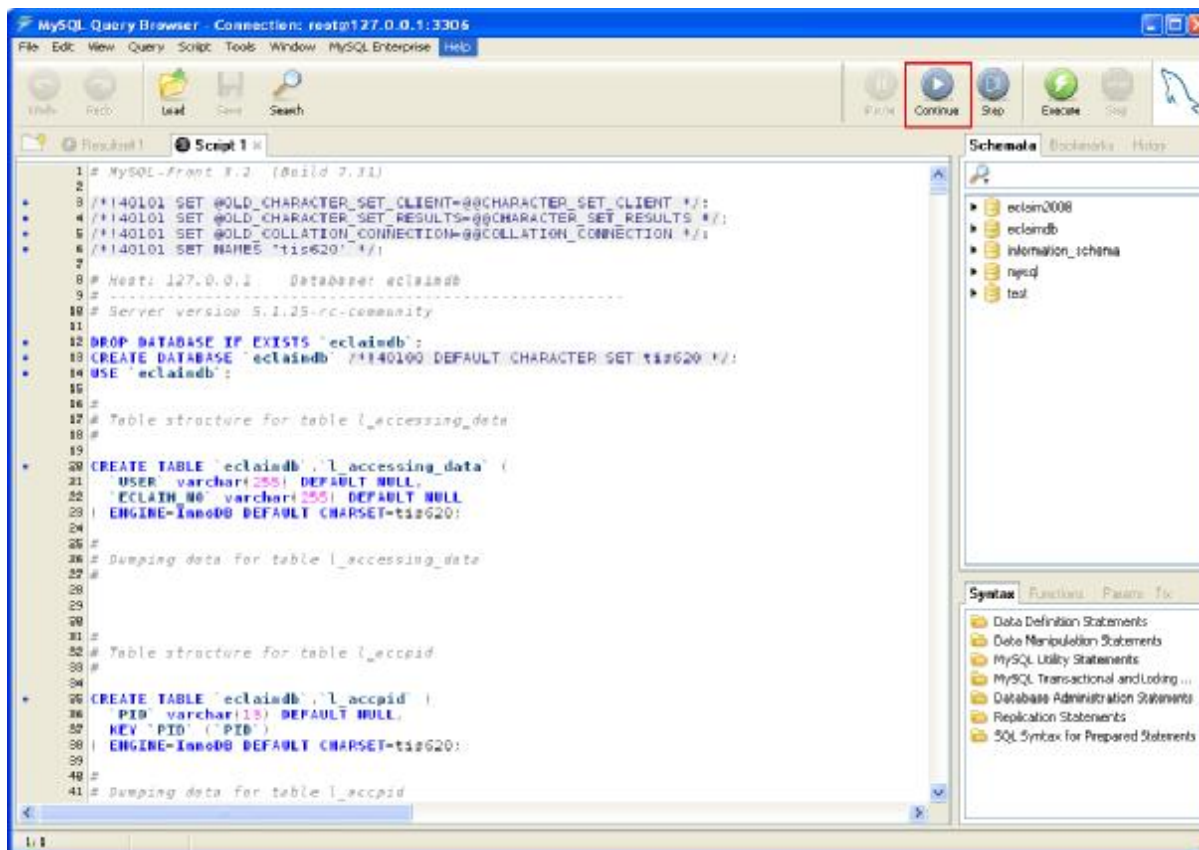 MySQL Query Browser - Connection: root@127.0.0.1:3306
File Edit View Query Script Tools Window MySQL Enterprise Help
Undo Redo Load Save Search Pause Continue Step Execute Stop
Resultset 1 Script 1
1 # MySQL-Front 3.2 (Build 7.31)
2
3 /*!40101 SET @OLD_CHARACTER_SET_CLIENT=@@CHARACTER_SET_CLIENT */;
4 /*!40101 SET @OLD_CHARACTER_SET_RESULTS=@@CHARACTER_SET_RESULTS */;
5 /*!40101 SET @OLD_COLLATION_CONNECTION=@@COLLATION_CONNECTION */;
6 /*!40101 SET NAMES 'tis620' */;
7
8 # Host: 127.0.0.1 Database: eclaimdb
9 # ------------------------------------------------------
10 # Server version 5.1.25-rc-community
11
12 DROP DATABASE IF EXISTS `eclaimdb`;
13 CREATE DATABASE `eclaimdb` /*!40100 DEFAULT CHARACTER SET tis620 */;
14 USE `eclaimdb`;
15
16 #
17 # Table structure for table l_accessing_data
18 #
19
20 CREATE TABLE `eclaimdb`.`l_accessing_data` (
21 `USER` varchar(255) DEFAULT NULL,
22 `ECLAIM_NO` varchar(255) DEFAULT NULL
23 ) ENGINE=InnoDB DEFAULT CHARSET=tis620;
24
25 #
26 # Dumping data for table l_accessing_data
27 #
28
29
30
31 #
32 # Table structure for table l_accpid
33 #
34
35 CREATE TABLE `eclaimdb`.`l_accpid` (
36 `PID` varchar(13) DEFAULT NULL,
37 KEY `PID` (`PID`)
38 ) ENGINE=InnoDB DEFAULT CHARSET=tis620;
39
40 #
41 # Dumping data for table l_accpid
Schemata Bookmarks History
eclaim2008
eclaimdb
information_schema
mysql
test
Syntax Functions Params Trx
Data Definition Statements
Data Manipulation Statements
MySQL Utility Statements
MySQL Transactional and Locking ...
Database Administration Statements
Replication Statements
SQL Syntax for Prepared Statements